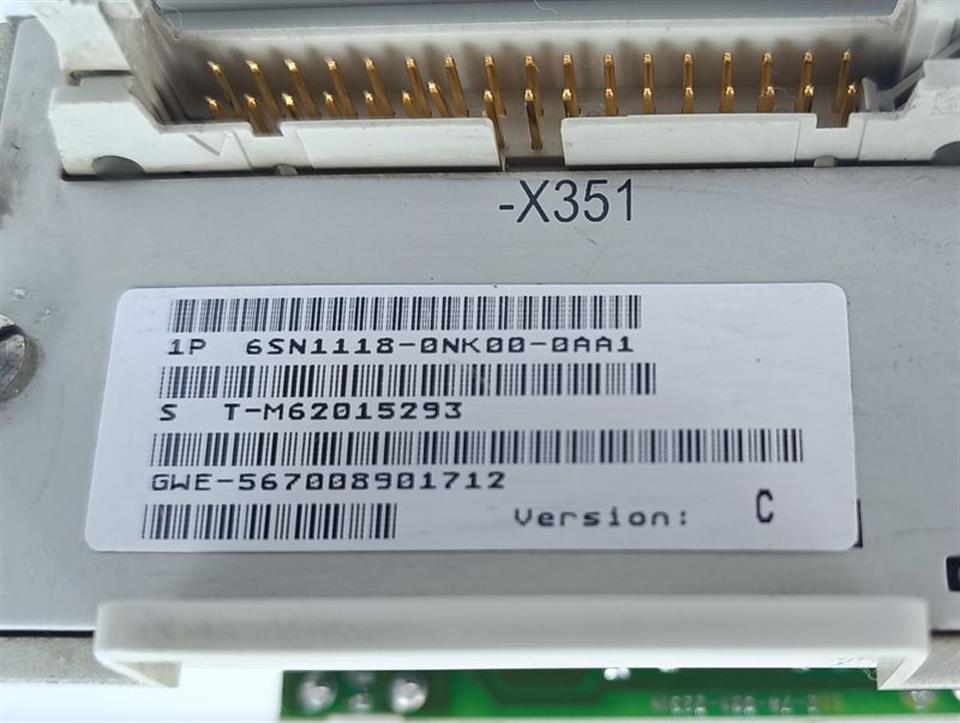 -X351
1P 6SN1118-0NK00-0AA1
S T-M62015293
GWE-567008901712
Version: C